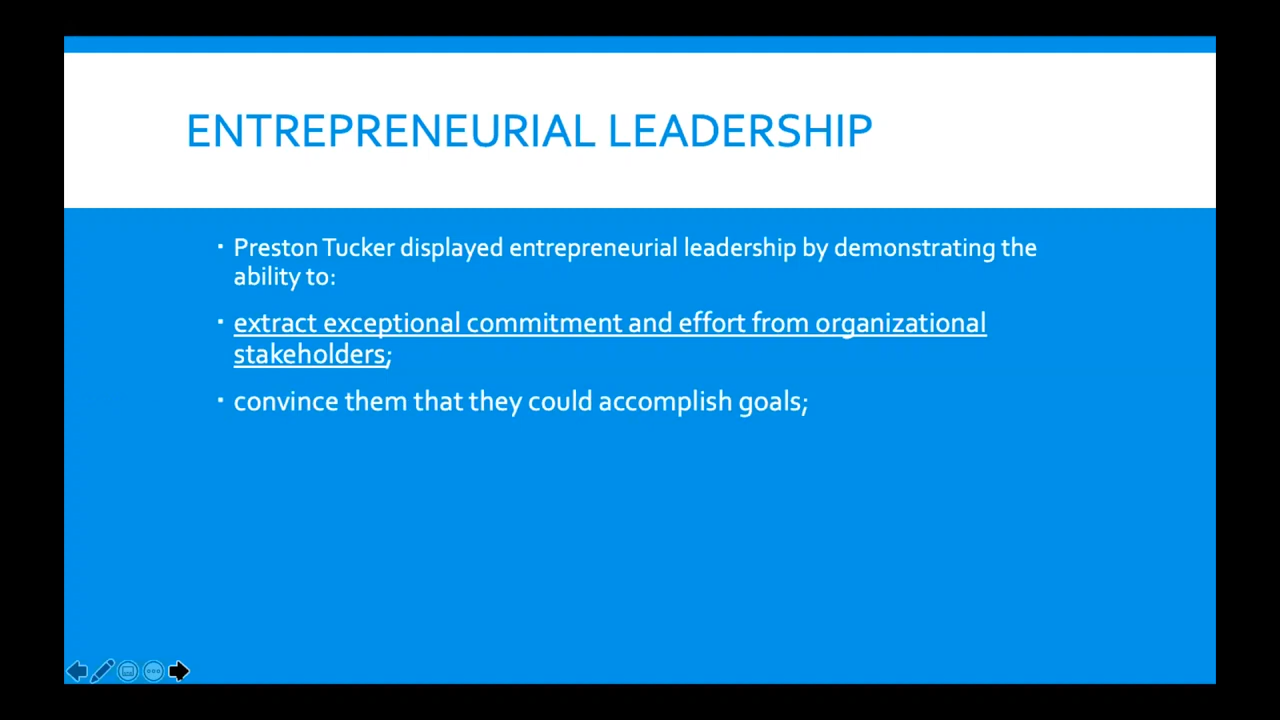 ENTREPRENEURIAL LEADERSHIP
▪ Preston Tucker displayed entrepreneurial leadership by demonstrating the
ability to:
▪ extract exceptional commitment and effort from organizational
stakeholders;
▪ convince them that they could accomplish goals;